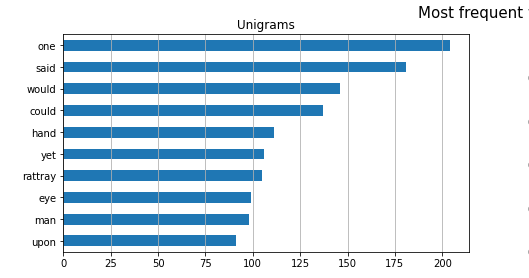 Most frequent
Unigrams
one
said
would
could
hand
yet
rattray
eye
man
upon
0 25 50 75 100 125 150 175 200